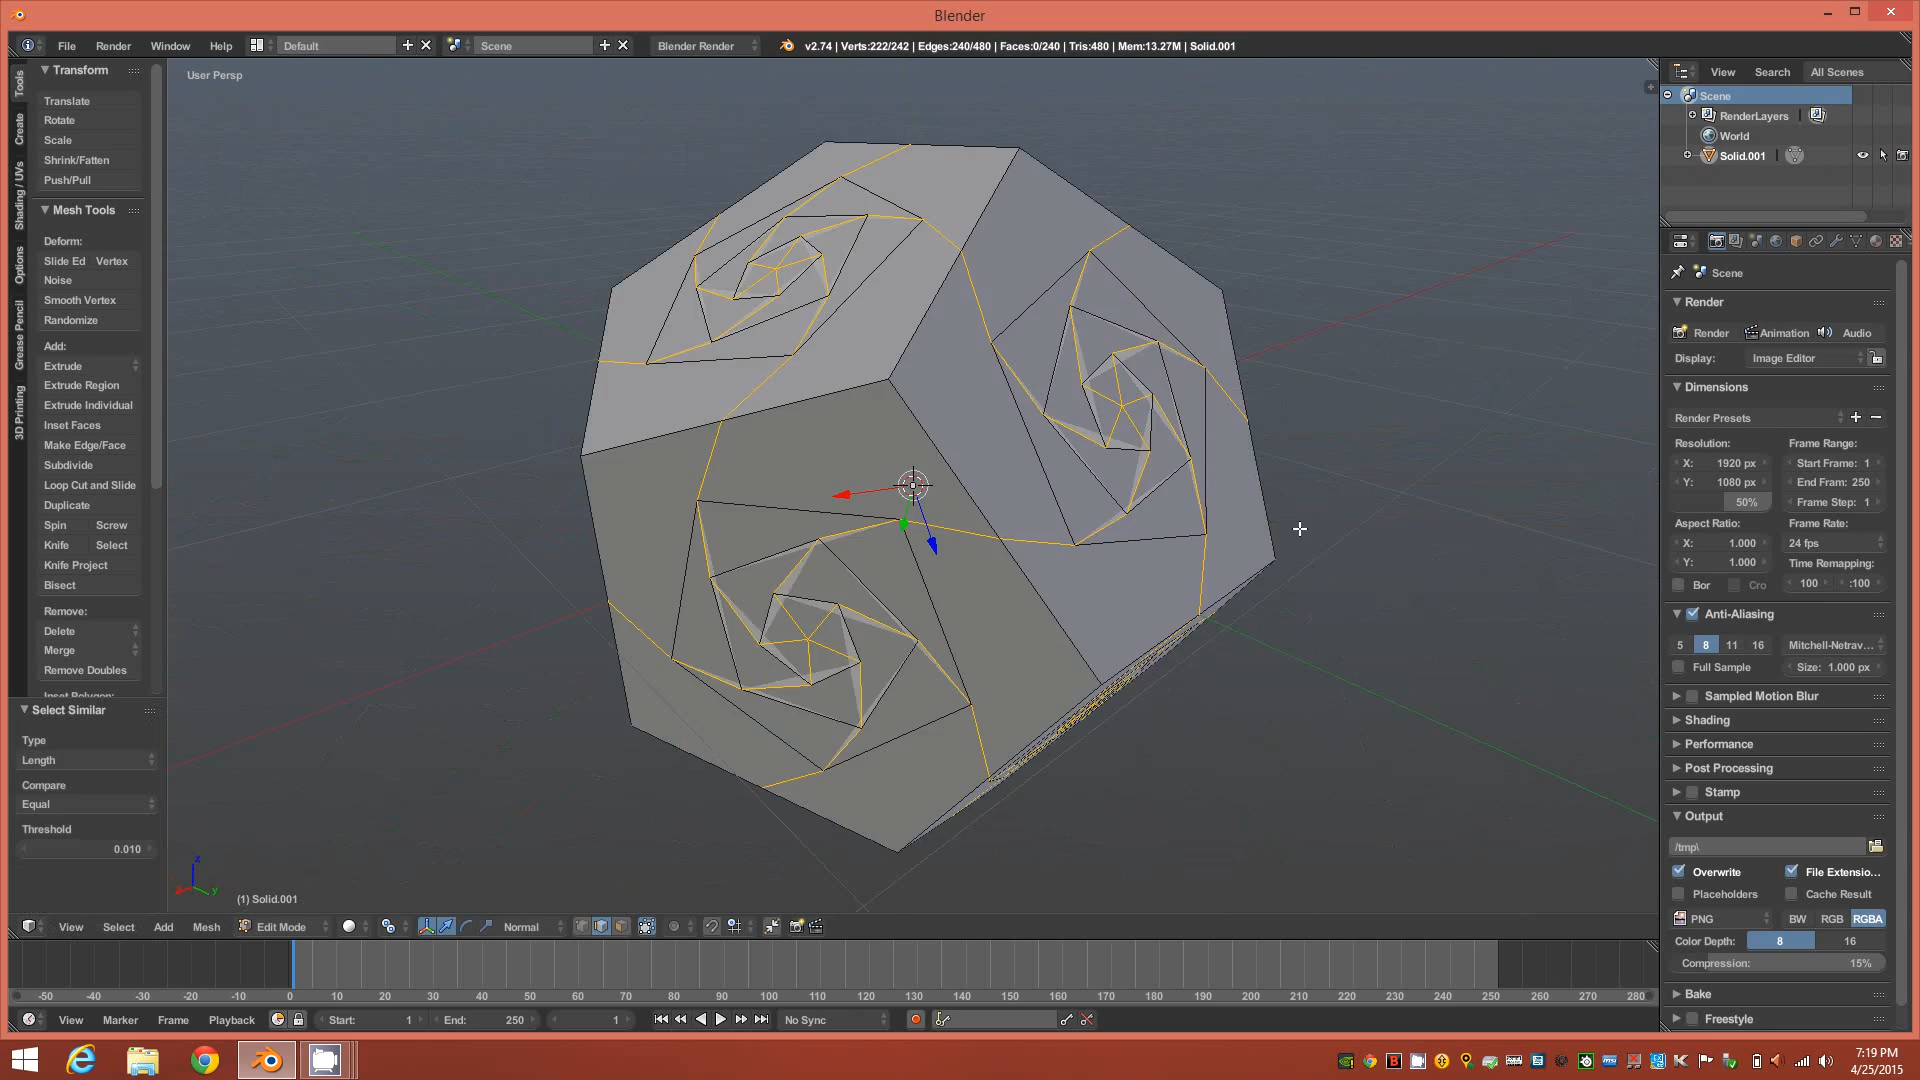 Blender
File Render Window Help Default Scene Blender Render v2.74 | Verts:222/242 | Edges:240/480 | Faces:0/240 | Tris:480 | Mem:13.27M | Solid.001
Tools
Create
Shading / UVs
Options
Grease Pencil
3D Printing
Transform
Translate
Rotate
Scale
Shrink/Fatten
Push/Pull
Mesh Tools
Deform:
Slide Ed Vertex
Noise
Smooth Vertex
Randomize
Add:
Extrude
Extrude Region
Extrude Individual
Inset Faces
Make Edge/Face
Subdivide
Loop Cut and Slide
Duplicate
Spin Screw
Knife Select
Knife Project
Bisect
Remove:
Delete
Merge
Remove Doubles
Inset Polygon:
Select Similar
Type
Length
Compare
Equal
Threshold
0.010
User Persp
z
y
(1) Solid.001
View Select Add Mesh Edit Mode Normal
-50 -40 -30 -20 -10 0 10 20 30 40 50 60 70 80 90 100 110 120 130 140 150 160 170 180 190 200 210 220 230 240 250 260 270 280
View Marker Frame Playback Start: 1 End: 250 1 No Sync
View Search All Scenes
Scene
RenderLayers
World
Solid.001
Scene
Render
Render Animation Audio
Display: Image Editor
Dimensions
Render Presets
Resolution: Frame Range:
X: 1920 px Start Frame: 1
Y: 1080 px End Fram: 250
50% Frame Step: 1
Aspect Ratio: Frame Rate:
X: 1.000 24 fps
Y: 1.000 Time Remapping:
Bor Cro 100 :100
Anti-Aliasing
5 8 11 16 Mitchell-Netrav...
Full Sample Size: 1.000 px
Sampled Motion Blur
Shading
Performance
Post Processing
Stamp
Output
/tmp\
Overwrite File Extensio...
Placeholders Cache Result
PNG BW RGB RGBA
Color Depth: 8 16
Compression: 15%
Bake
Freestyle
7:19 PM
4/25/2015